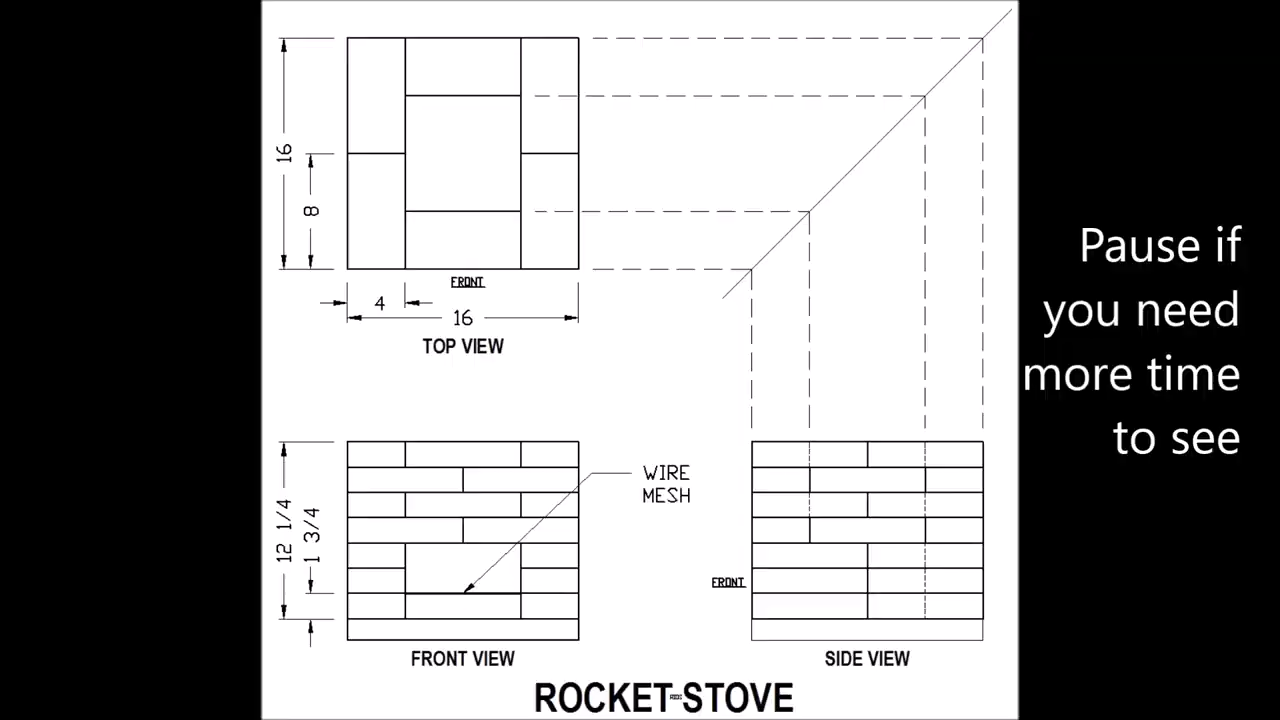 16
8
FRONT
4
16
TOP VIEW
Pause if
you need
more time
to see
12 1/4
1 3/4
WIRE
MESH
FRONT
FRONT VIEW
SIDE VIEW
ROCKET STOVE